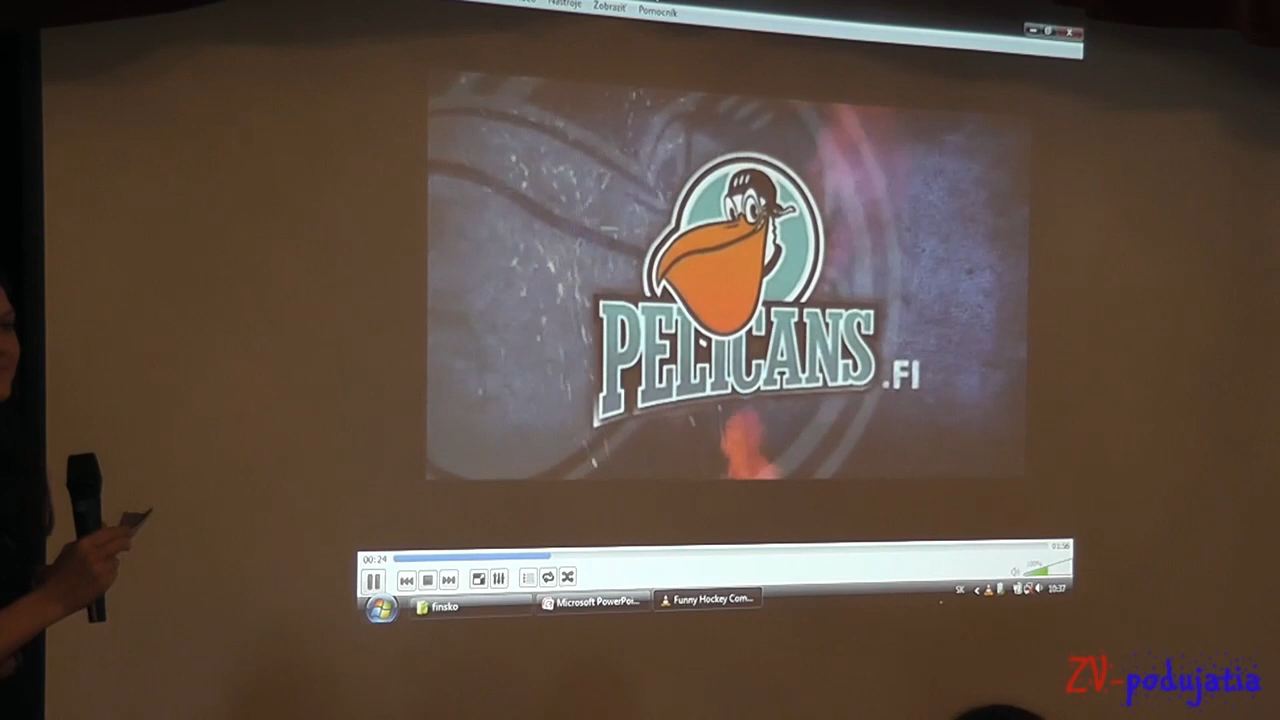 Nástroje Zobraziť Pomocník
PELICANS
.FI
00:24
01:56
100%
finsko
Microsoft PowerPoi...
Funny Hockey Com...
SK
10:37
ZV-podujatia